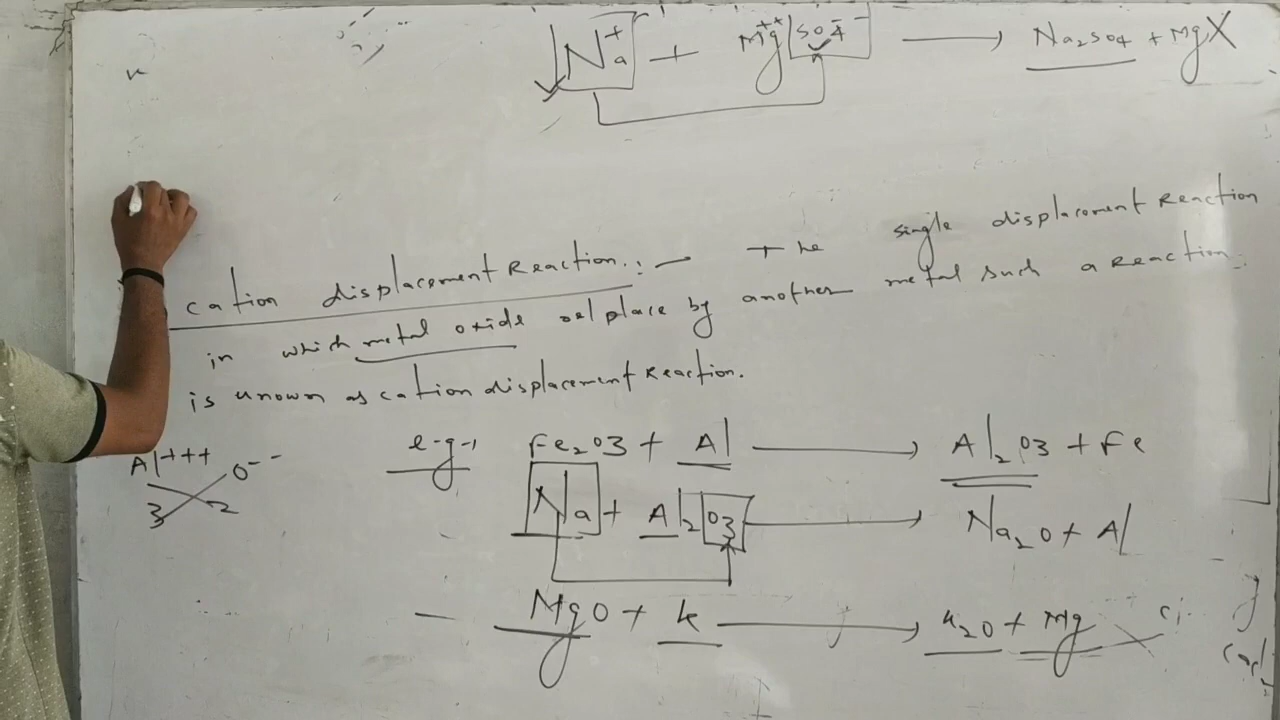 Na⁺ + Mg⁺⁺ SO4⁻⁻ → Na₂SO4 + MgX
cation displacement Reaction :- The single displacement Reaction
in which metal oxide relplace by another metal such a Reaction
is unown as cation displacement Reaction.
e-g-1 Fe₂O3 + Al → Al₂O3 + Fe
Al+++ O--
3 2
Na + Al₂O3 → Na₂O + Al
- MgO + k → k₂O + Mg